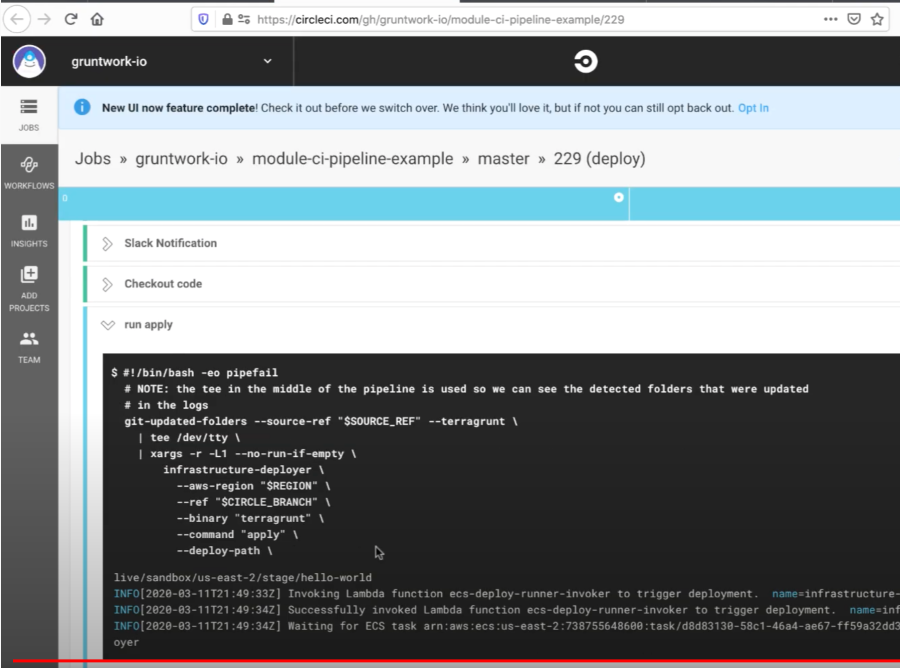 https://circleci.com/gh/gruntwork-io/module-ci-pipeline-example/229
gruntwork-io
New UI now feature complete! Check it out before we switch over. We think you'll love it, but if not you can still opt back out. Opt In
JOBS
Jobs » gruntwork-io » module-ci-pipeline-example » master » 229 (deploy)
WORKFLOWS
0
INSIGHTS
Slack Notification
ADD
PROJECTS
Checkout code
TEAM
run apply
$ #!/bin/bash -eo pipefail
# NOTE: the tee in the middle of the pipeline is used so we can see the detected folders that were updated
# in the logs
git-updated-folders --source-ref "$SOURCE_REF" --terragrunt \
| tee /dev/tty \
| xargs -r -L1 --no-run-if-empty \
infrastructure-deployer \
--aws-region "$REGION" \
--ref "$CIRCLE_BRANCH" \
--binary "terragrunt" \
--command "apply" \
--deploy-path \
live/sandbox/us-east-2/stage/hello-world
INFO[2020-03-11T21:49:33Z] Invoking Lambda function ecs-deploy-runner-invoker to trigger deployment. name=infrastructure-
INFO[2020-03-11T21:49:34Z] Successfully invoked Lambda function ecs-deploy-runner-invoker to trigger deployment. name=inf
INFO[2020-03-11T21:49:34Z] Waiting for ECS task arn:aws:ecs:us-east-2:738755648600:task/d8d83130-58c1-46a4-ae67-ff59a32dd3
oyer